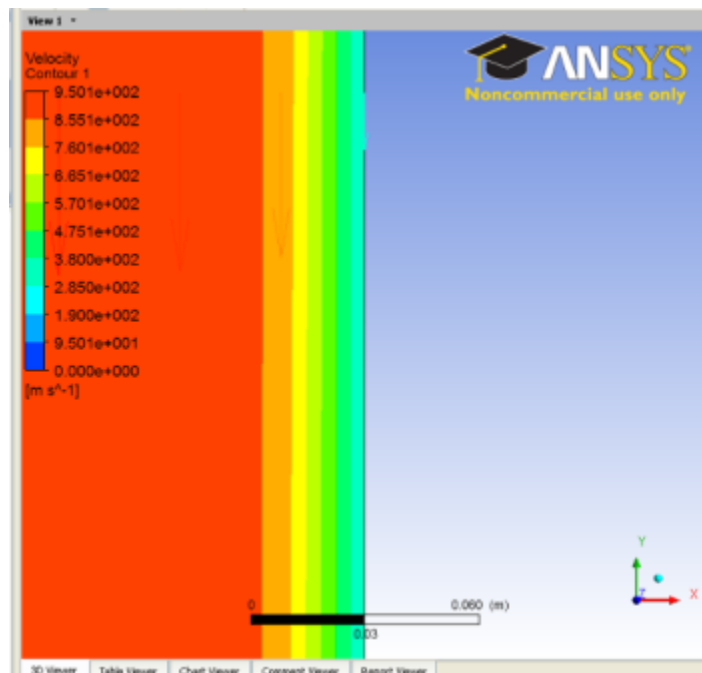 View 1
ANSYS
Noncommercial use only
Velocity
Contour 1
9.501e+002
8.551e+002
7.601e+002
6.651e+002
5.701e+002
4.751e+002
3.800e+002
2.850e+002
1.900e+002
9.501e+001
0.000e+000
[m s^-1]
Y
Z
X
0
0.060 (m)
0.03
3D Viewer Table Viewer Chart Viewer Comment Viewer Report Viewer